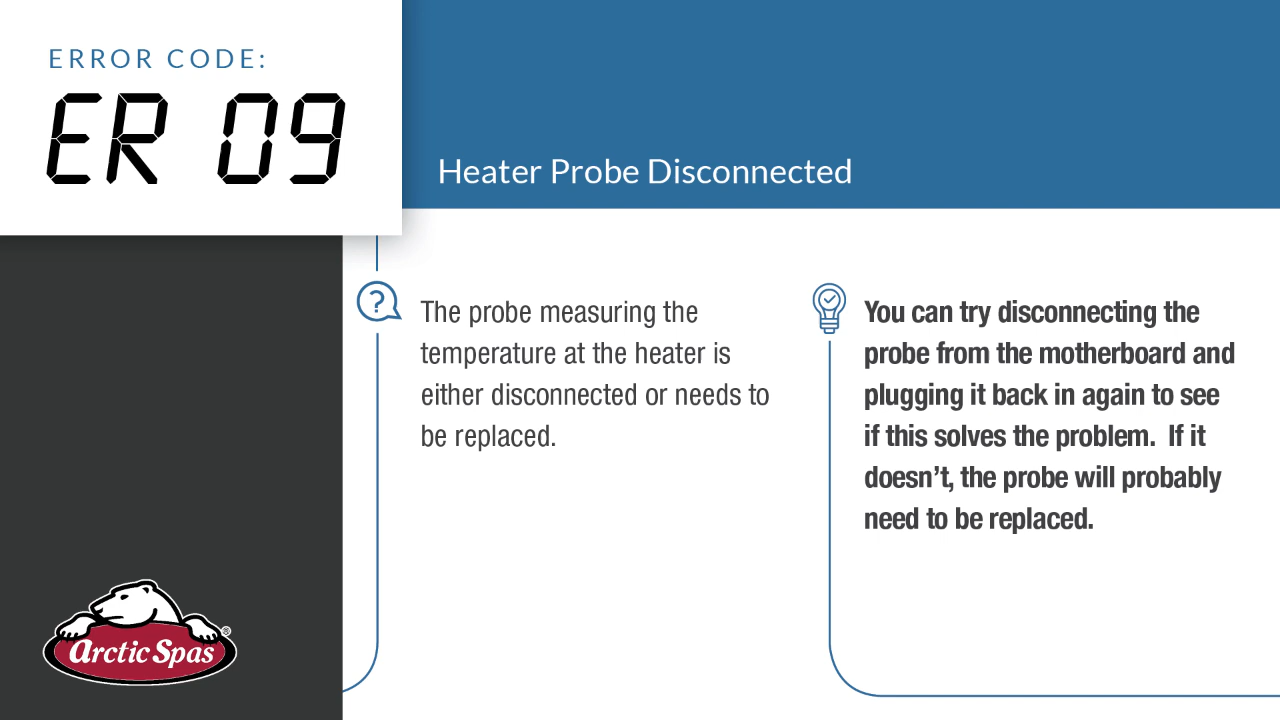 ERROR CODE:
ER 09
Heater Probe Disconnected
The probe measuring the
temperature at the heater is
either disconnected or needs to
be replaced.
You can try disconnecting the
probe from the motherboard and
plugging it back in again to see
if this solves the problem.  If it
doesn’t, the probe will probably
need to be replaced.
Arctic Spas®